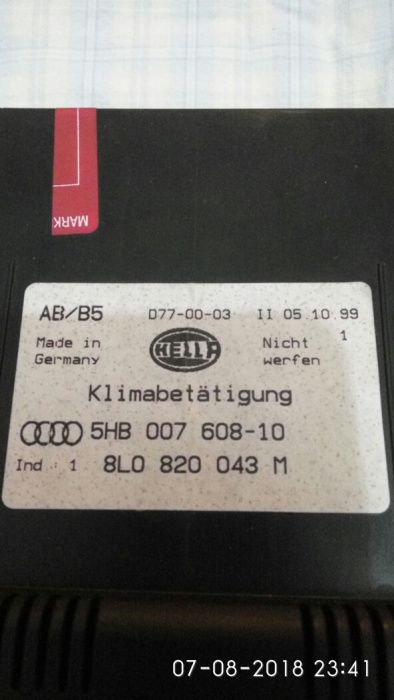 MARK
AB/B5 D77-00-03 II 05.10.99
Made in Germany
HELLA
Nicht werfen
1
Klimabetätigung
5HB 007 608-10
Ind : 1 8L0 820 043 M
07-08-2018 23:41